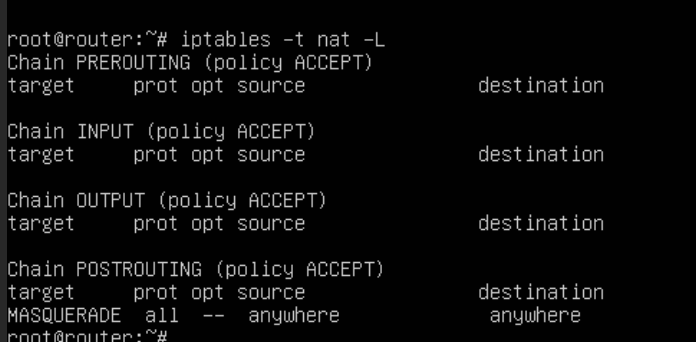 root@router:~# iptables -t nat -L
Chain PREROUTING (policy ACCEPT)
target prot opt source destination
Chain INPUT (policy ACCEPT)
target prot opt source destination
Chain OUTPUT (policy ACCEPT)
target prot opt source destination
Chain POSTROUTING (policy ACCEPT)
target prot opt source destination
MASQUERADE all -- anywhere anywhere
root@router:~#